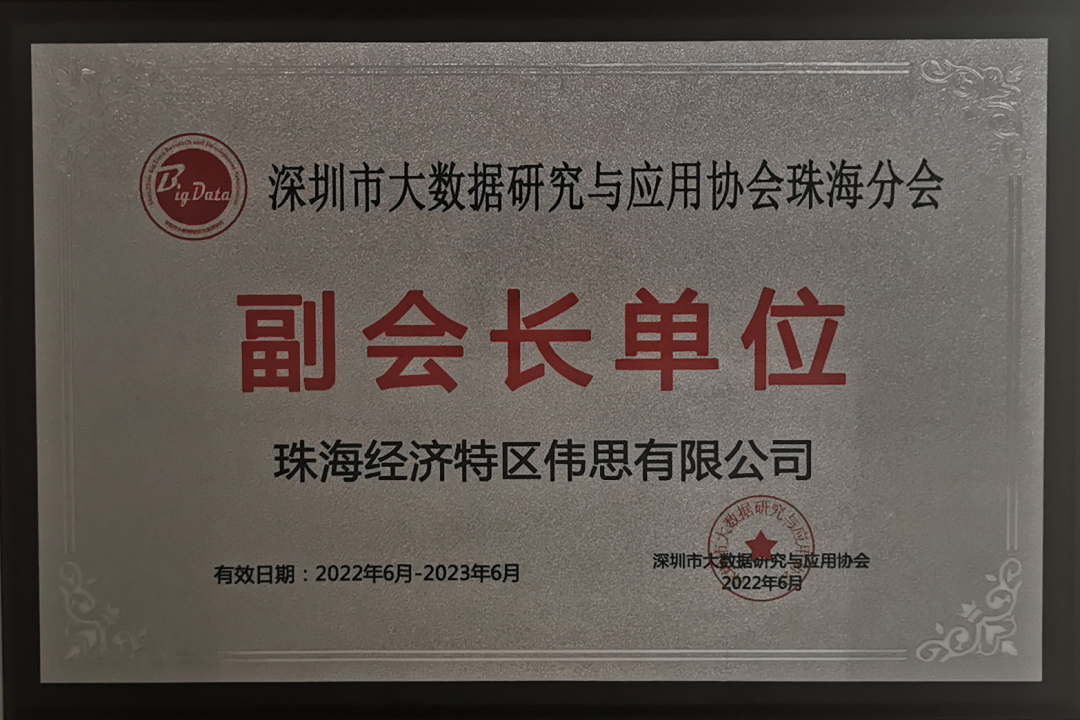 Big Data
深圳市大数据研究与应用协会珠海分会
副会长单位
珠海经济特区伟思有限公司
有效日期：2022年6月-2023年6月
深圳市大数据研究与应用协会
2022年6月